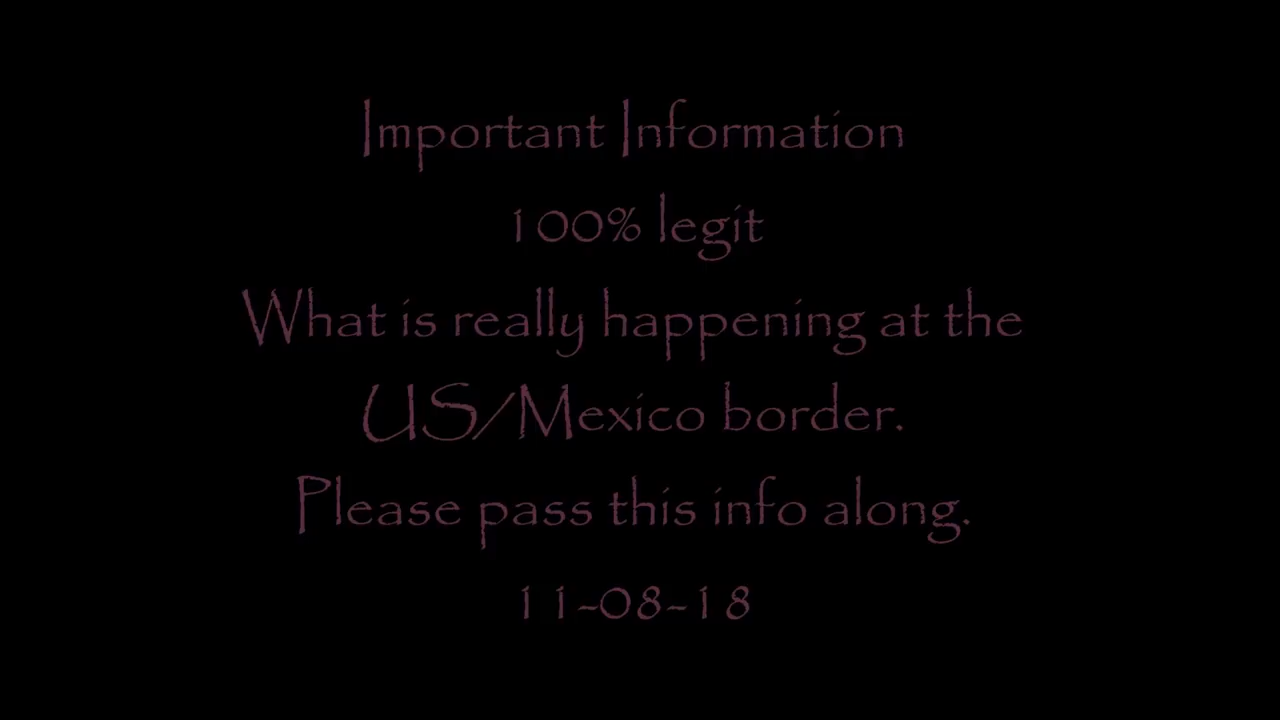 Important Information
100% legit
What is really happening at the
US/Mexico border.
Please pass this info along.
11-08-18